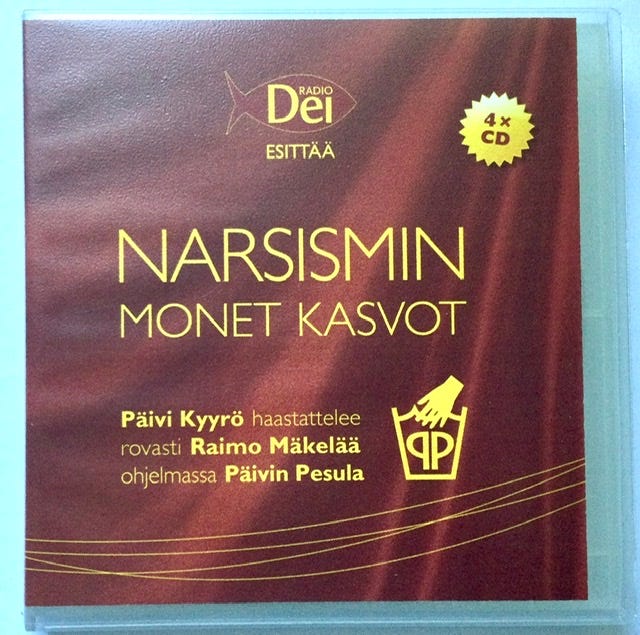 RADIO
Dei
ESITTÄÄ
4 x
CD
NARSISMIN
MONET KASVOT
Päivi Kyyrö haastattelee
rovasti Raimo Mäkelää
ohjelmassa Päivin Pesula
PP